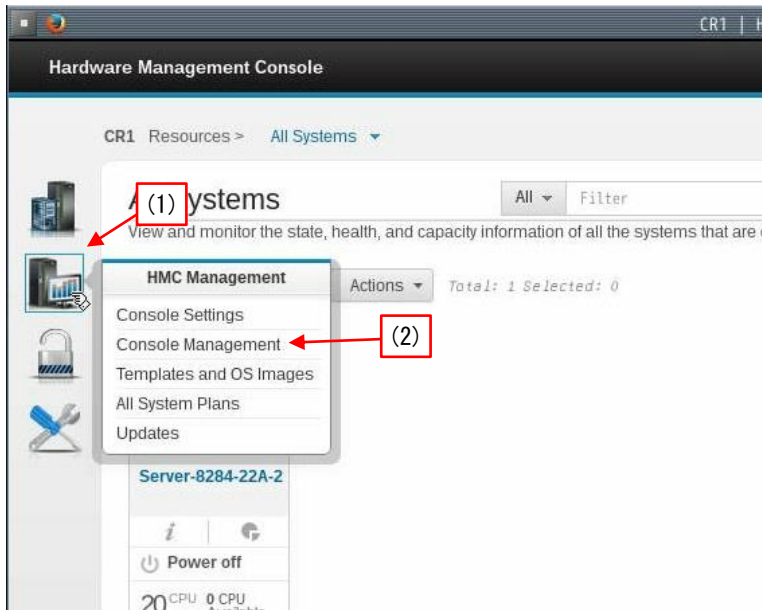 CR1 | H
Hardware Management Console
CR1 Resources > All Systems
(1)
ystems
All
Filter
View and monitor the state, health, and capacity information of all the systems that are
HMC Management
Actions
Total: 1 Selected: 0
Console Settings
Console Management
(2)
Templates and OS Images
All System Plans
Updates
Server-8284-22A-2
i
Power off
20 CPU 0 CPU